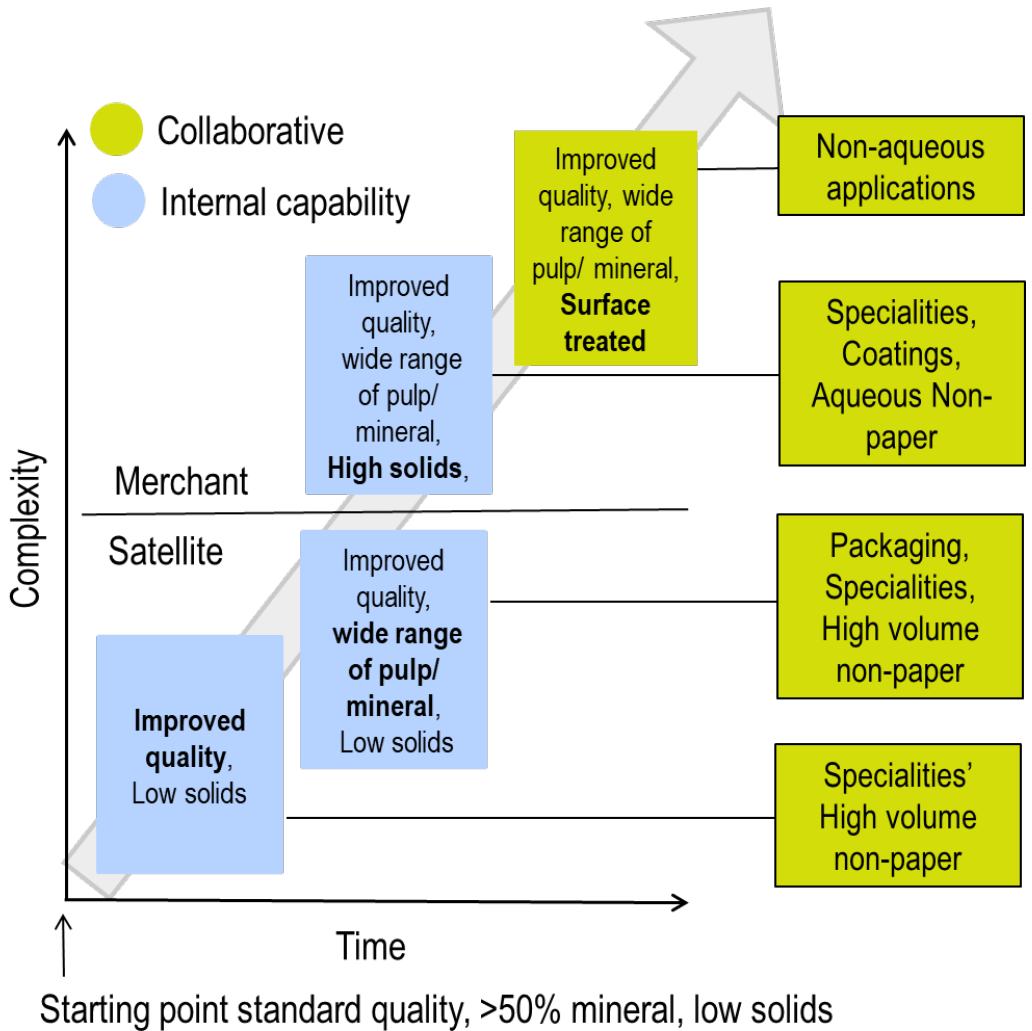 Collaborative
Internal capability
Improved
quality, wide
range of
pulp/ mineral,
Surface
treated
Non-aqueous
applications
Improved
quality,
wide range
of pulp/
mineral,
High solids,
Specialities,
Coatings,
Aqueous Non-
paper
Complexity
Merchant
Satellite
Improved
quality,
wide range
of pulp/
mineral,
Low solids
Packaging,
Specialities,
High volume
non-paper
Improved
quality,
Low solids
Specialities’
High volume
non-paper
Time
Starting point standard quality, >50% mineral, low solids